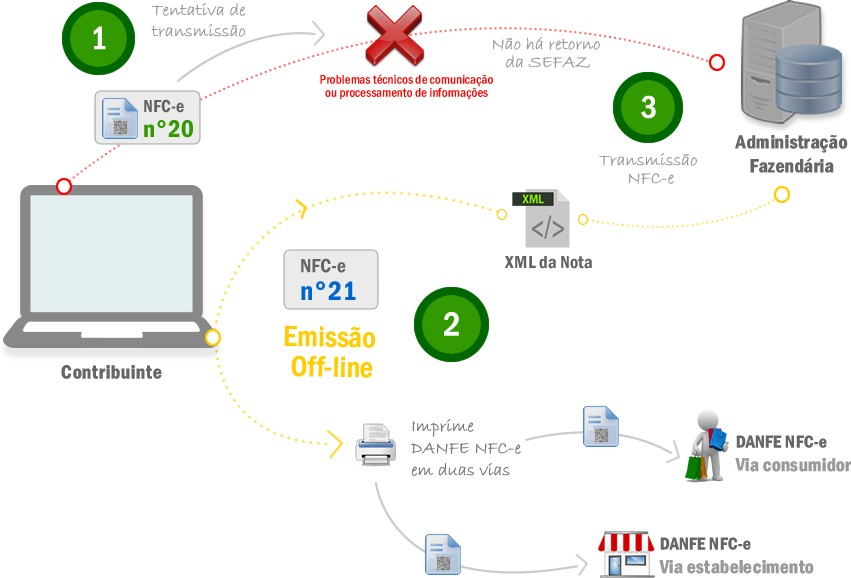 1
Tentativa de
transmissão
Problemas técnicos de comunicação
ou processamento de informações
Não há retorno
da SEFAZ
NFC-e
n°20
3
Transmissão
NFC-e
Administração
Fazendária
XML
</>
XML da Nota
NFC-e
n°21
Emissão
Off-line
2
Contribuinte
Imprime
DANFE NFC-e
em duas vias
DANFE NFC-e
Via consumidor
DANFE NFC-e
Via estabelecimento